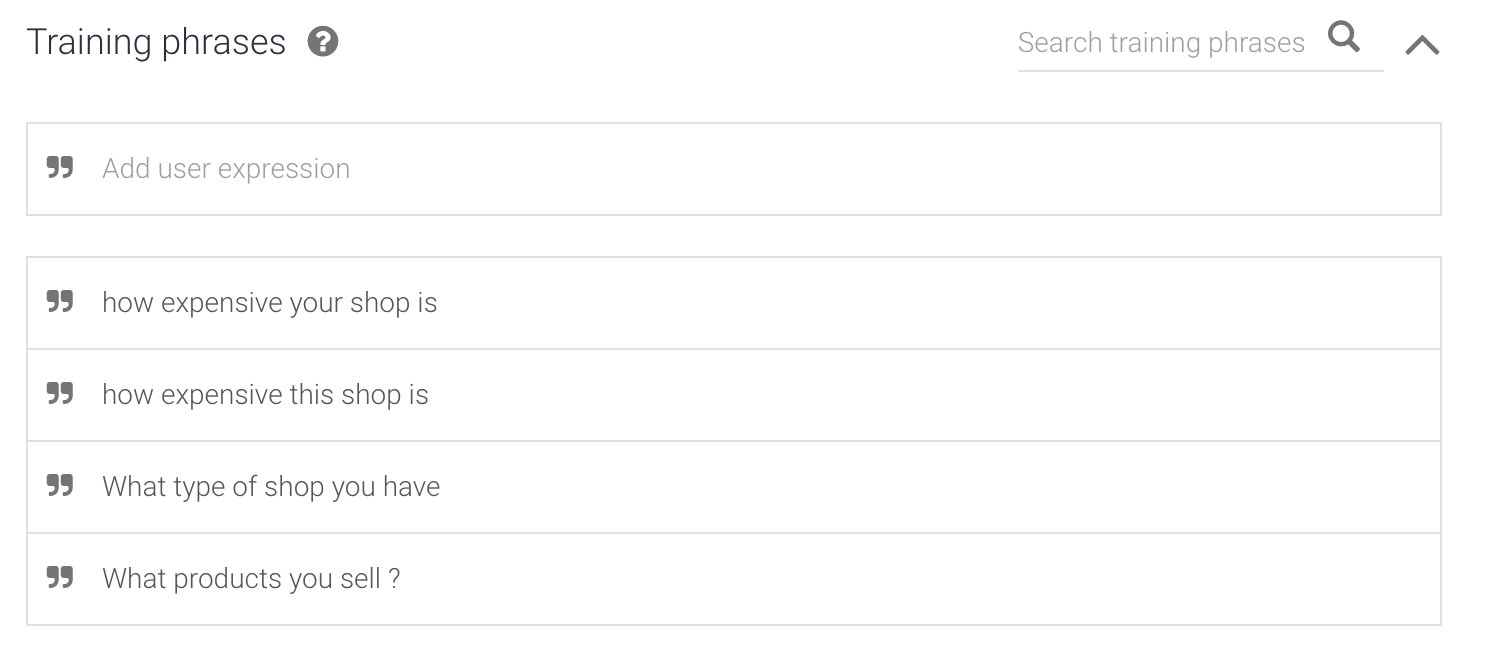 Training phrases ?
Search training phrases
Add user expression
how expensive your shop is
how expensive this shop is
What type of shop you have
What products you sell ?